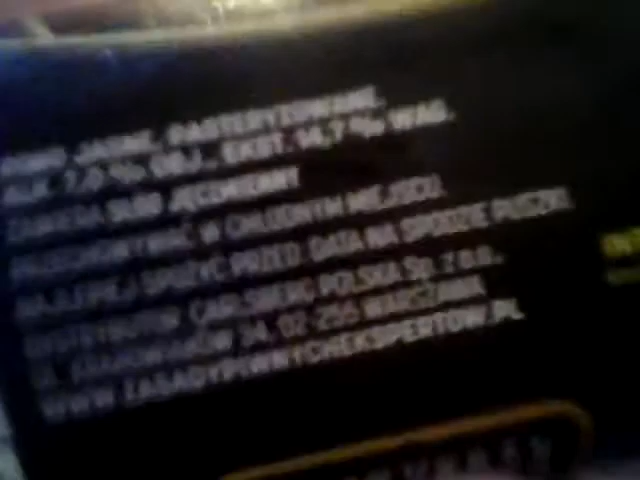 PIWO JASNE, PASTERYZOWANE.
ALK. 7,0 % OBJ., EKST. 14,7 % WAG.
ZAWIERA SŁÓD JĘCZMIENNY
PRZECHOWYWAĆ W CHŁODNYM MIEJSCU.
NAJLEPIEJ SPOŻYĆ PRZED: DATA NA SPODZIE PUSZKI.
DYSTRYBUTOR: CARLSBERG POLSKA Sp. z o.o.,
UL. KRAKOWIAKÓW 34, 02-255 WARSZAWA
WWW.ZASADYPIWNYCHEKSPERTOW.PL